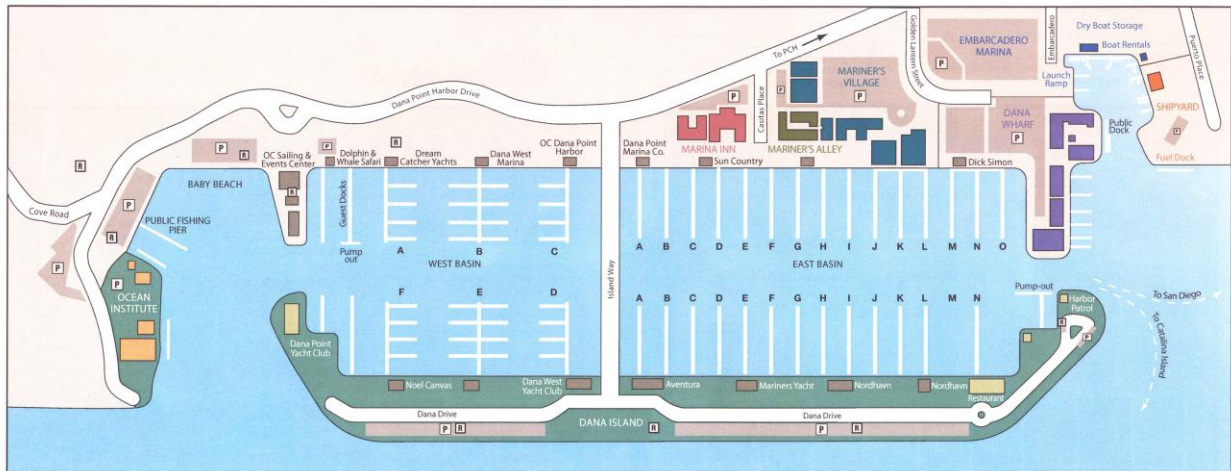 To PCH
Golden Lantern Street
Embarcadero
Dry Boat Storage
Boat Rentals
Puerto Place
EMBARCADERO
MARINA
P
Launch
Ramp
SHIPYARD
P
Fuel Dock
Public
Dock
DANA
WHARF
P
MARINER'S
VILLAGE
P
P
Casitas Place
P
MARINA INN
MARINER'S ALLEY
Dana Point Harbor Drive
R
R
P
R
P
OC Sailing &
Events Center
R
Dolphin &
Whale Safari
Dream
Catcher Yachts
Dana West
Marina
OC Dana Point
Harbor
Dana Point
Marina Co.
Sun Country
Dick Simon
BABY BEACH
Cove Road
P
R
P
PUBLIC FISHING
PIER
Guest Docks
Pump
out
A
B
C
WEST BASIN
F
E
D
Island Way
A
B
C
D
E
F
G
H
I
J
K
L
M
N
O
EAST BASIN
A
B
C
D
E
F
G
H
I
J
K
L
M
N
Pump-out
Harbor
Patrol
R
P
To San Diego
To Catalina Island
P
OCEAN
INSTITUTE
Dana Point
Yacht Club
Noel Canvas
Dana West
Yacht Club
Aventura
Mariners Yacht
Nordhavn
Nordhavn
Restaurant
Dana Drive
Dana Drive
P
R
DANA ISLAND
R
P
R